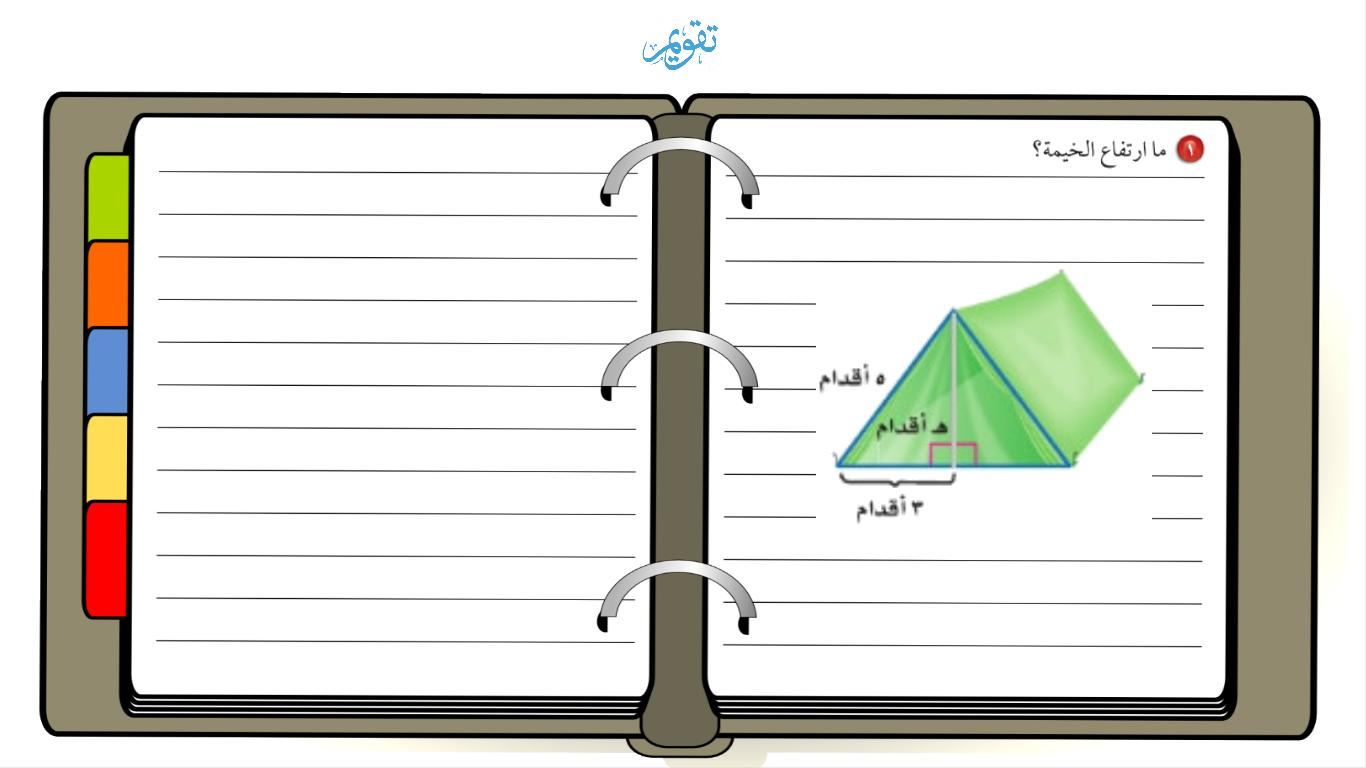 تقويم
١ ما ارتفاع الخيمة؟
٥ أقدام
هـ أقدام
٣ أقدام